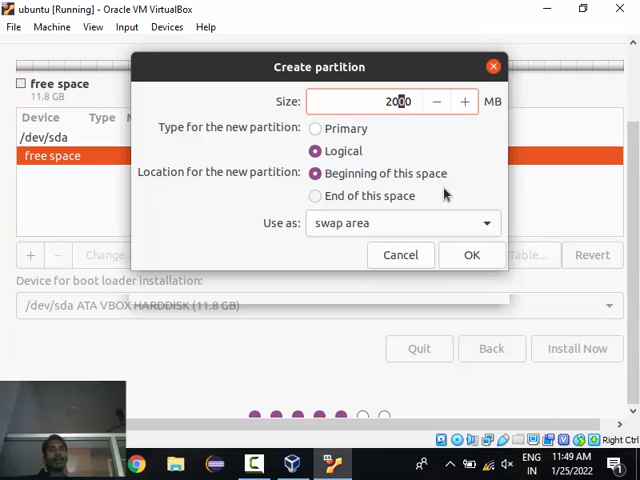 ubuntu [Running] - Oracle VM VirtualBox
File Machine View Input Devices Help
Create partition
free space
11.8 GB
Size: 2000 MB
Device Type
Type for the new partition: Primary
/dev/sda
Logical
free space
Location for the new partition: Beginning of this space
End of this space
Use as: swap area
+ - Change... Cancel OK Table... Revert
Device for boot loader installation:
/dev/sda ATA VBOX HARDDISK (11.8 GB)
Quit Back Install Now
Right Ctrl
ENG 11:49 AM
IN 1/25/2022
1